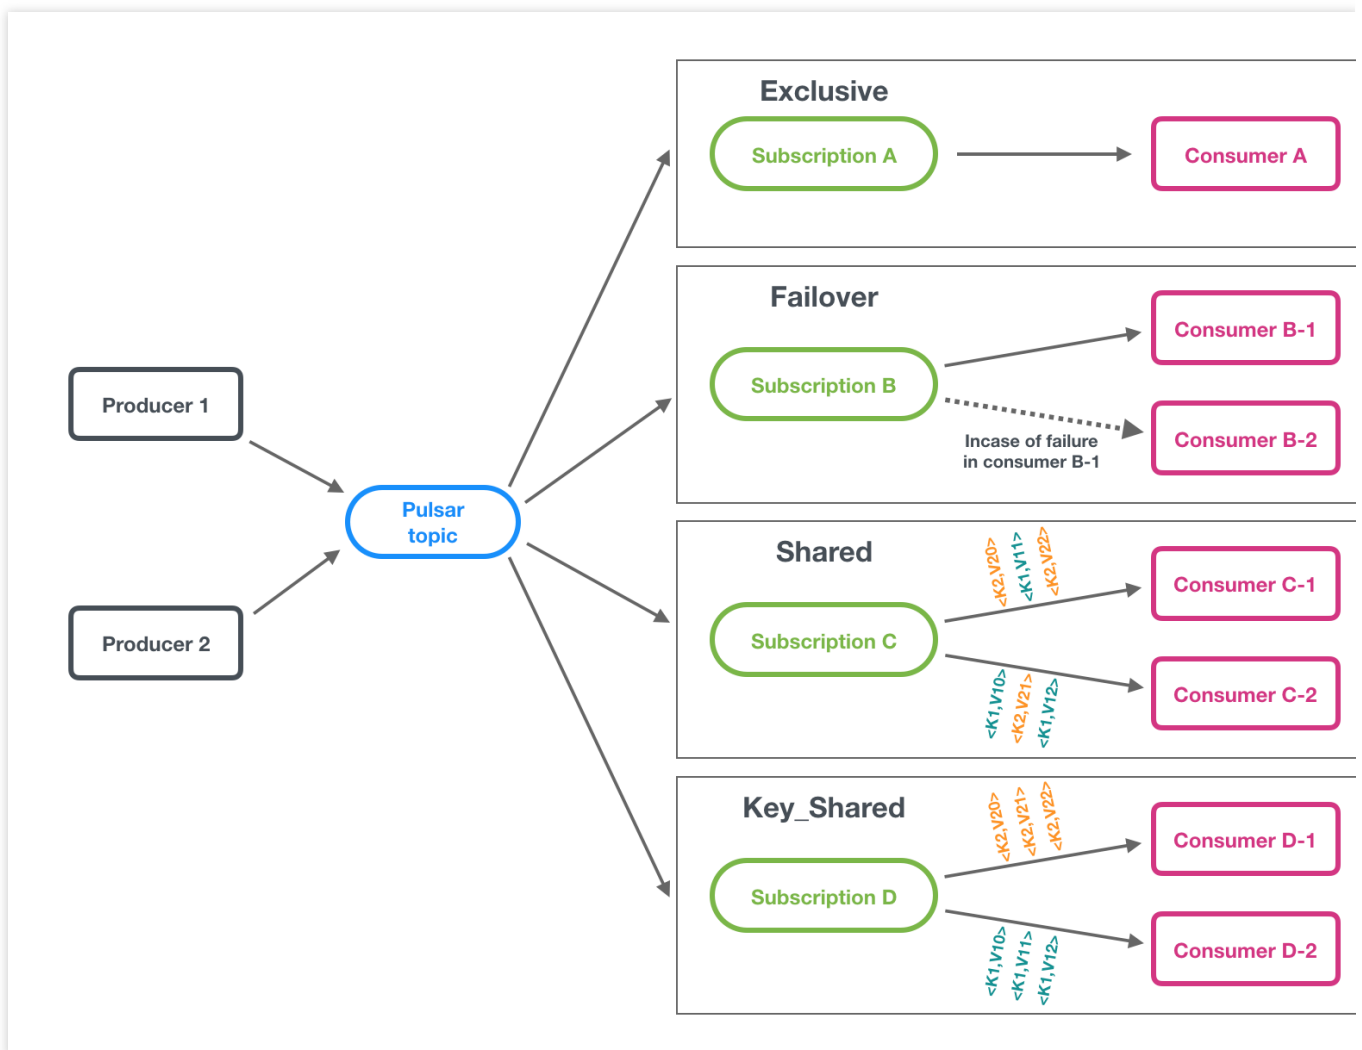 Exclusive
Subscription A
Consumer A
Failover
Subscription B
Consumer B-1
Incase of failure
in consumer B-1
Consumer B-2
Producer 1
Pulsar
topic
Producer 2
Shared
<K2,V20>
<K1,V11>
<K2,V22>
Subscription C
Consumer C-1
<K1,V10>
<K2,V21>
<K1,V12>
Consumer C-2
Key_Shared
<K2,V20>
<K2,V21>
<K2,V22>
Subscription D
Consumer D-1
<K1,V10>
<K1,V11>
<K1,V12>
Consumer D-2